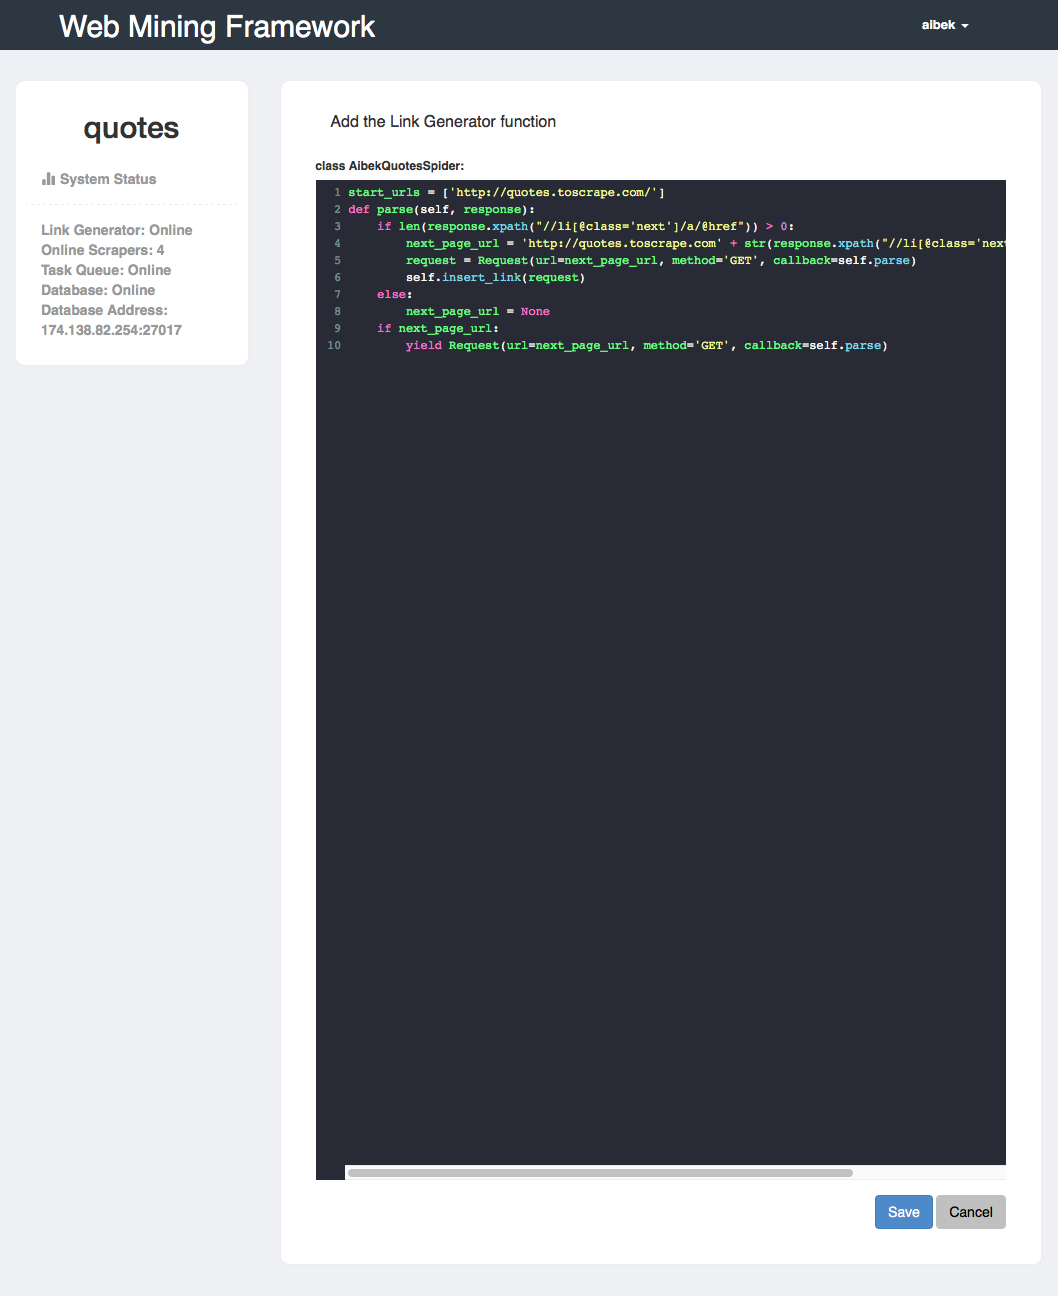 Web Mining Framework
aibek
quotes
System Status
Link Generator: Online
Online Scrapers: 4
Task Queue: Online
Database: Online
Database Address:
174.138.82.254:27017
Add the Link Generator function
class AibekQuotesSpider:
1 start_urls = ['http://quotes.toscrape.com/']
2 def parse(self, response):
3     if len(response.xpath("//li[@class='next']/a/@href")) > 0:
4         next_page_url = 'http://quotes.toscrape.com' + str(response.xpath("//li[@class='nex
5         request = Request(url=next_page_url, method='GET', callback=self.parse)
6         self.insert_link(request)
7     else:
8         next_page_url = None
9     if next_page_url:
10         yield Request(url=next_page_url, method='GET', callback=self.parse)
Save Cancel